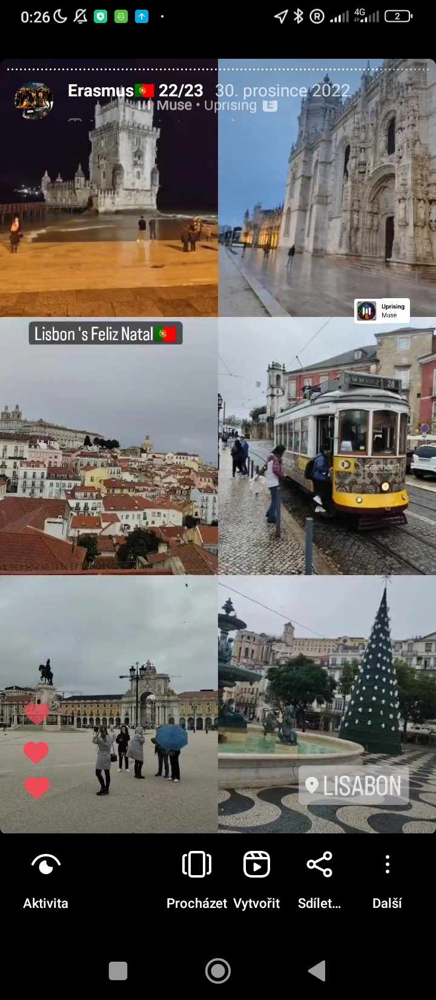 0:26
4G
2
Erasmus🇵🇹 22/23 30. prosince 2022
Muse • Uprising E
Uprising
Muse
Lisbon 's Feliz Natal🇵🇹
28
carhartt
LISABON
Aktivita
Procházet
Vytvořit
Sdílet...
Další